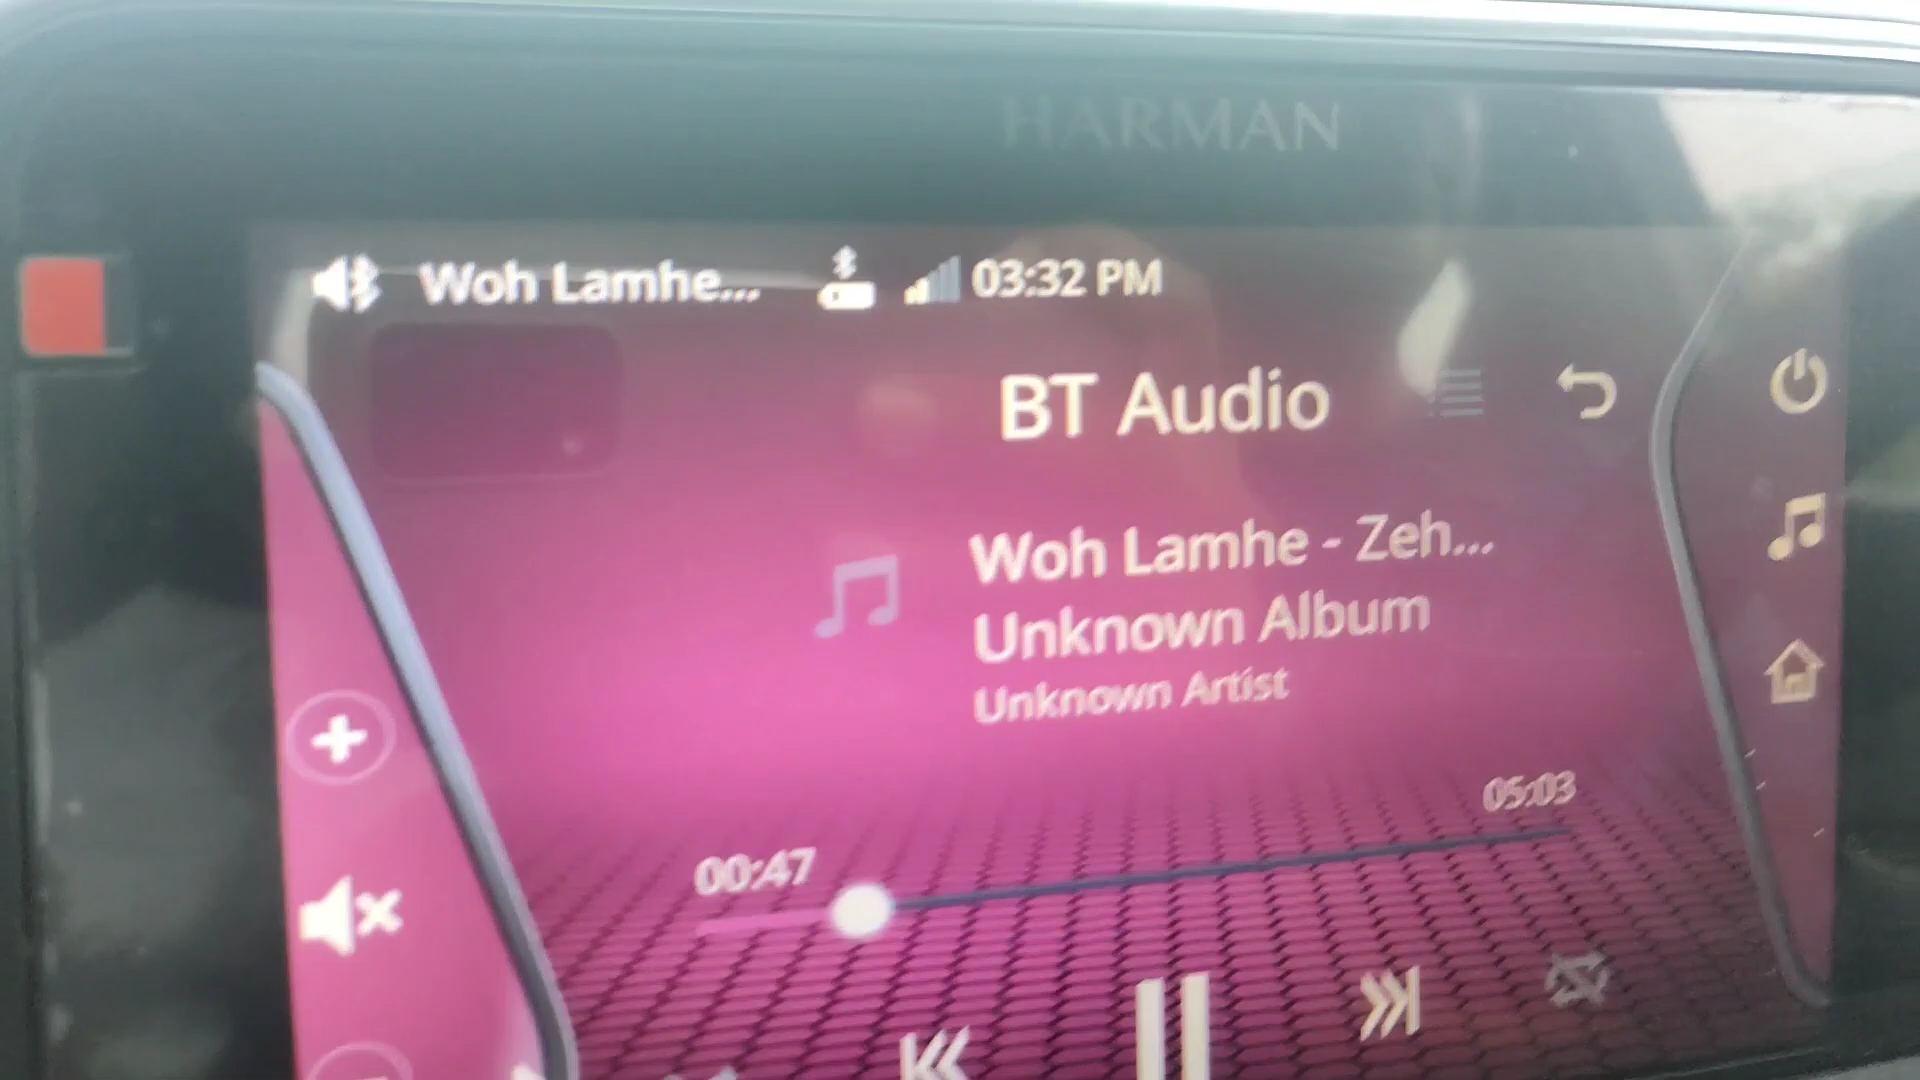 HARMAN
Woh Lamhe... 03:32 PM
BT Audio
Woh Lamhe - Zeh...
Unknown Album
Unknown Artist
05:03
00:47